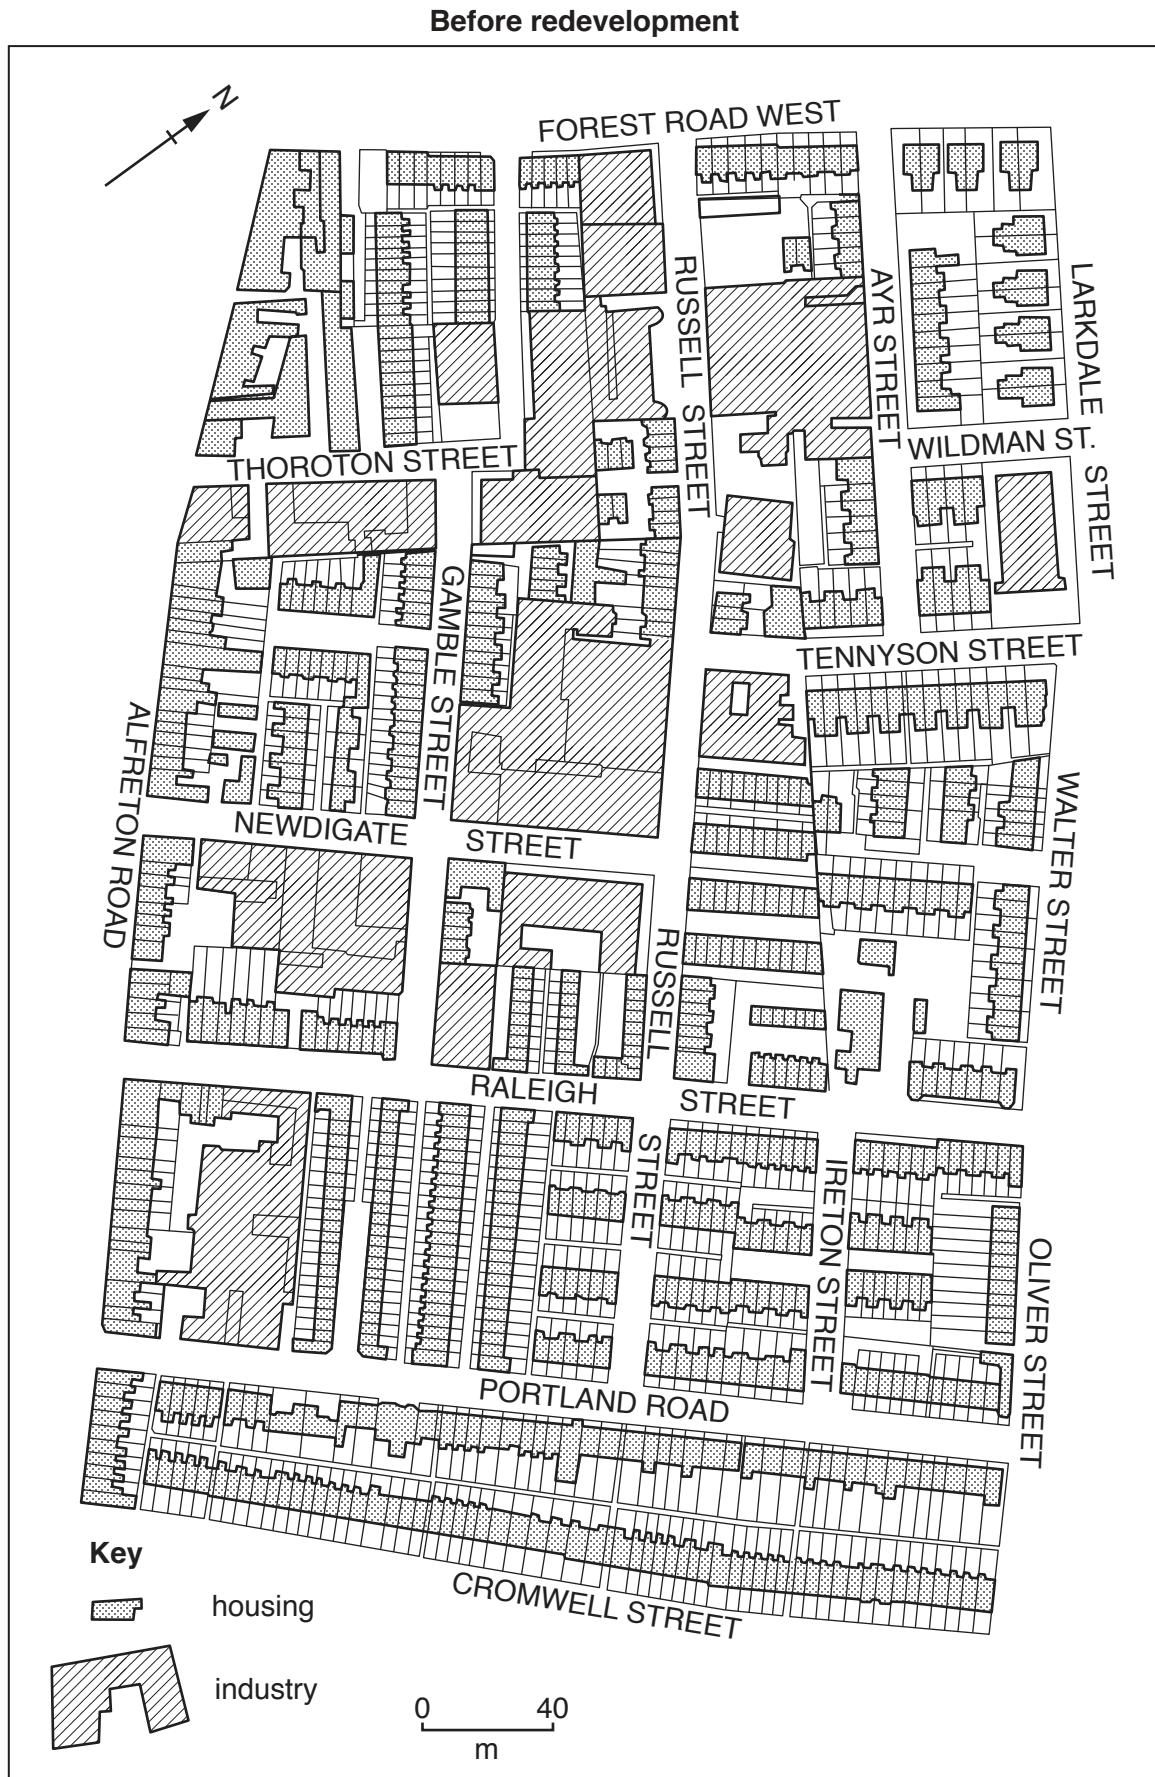 Before redevelopment
N
FOREST ROAD WEST
RUSSELL STREET
AYR STREET
LARKDALE STREET
WILDMAN ST.
THOROTON STREET
GAMBLE STREET
TENNYSON STREET
ALFRETON ROAD
NEWDIGATE STREET
WALTER STREET
RUSSELL STREET
RALEIGH STREET
IRETON STREET
OLIVER STREET
PORTLAND ROAD
CROMWELL STREET
Key
housing
industry
0 40
m